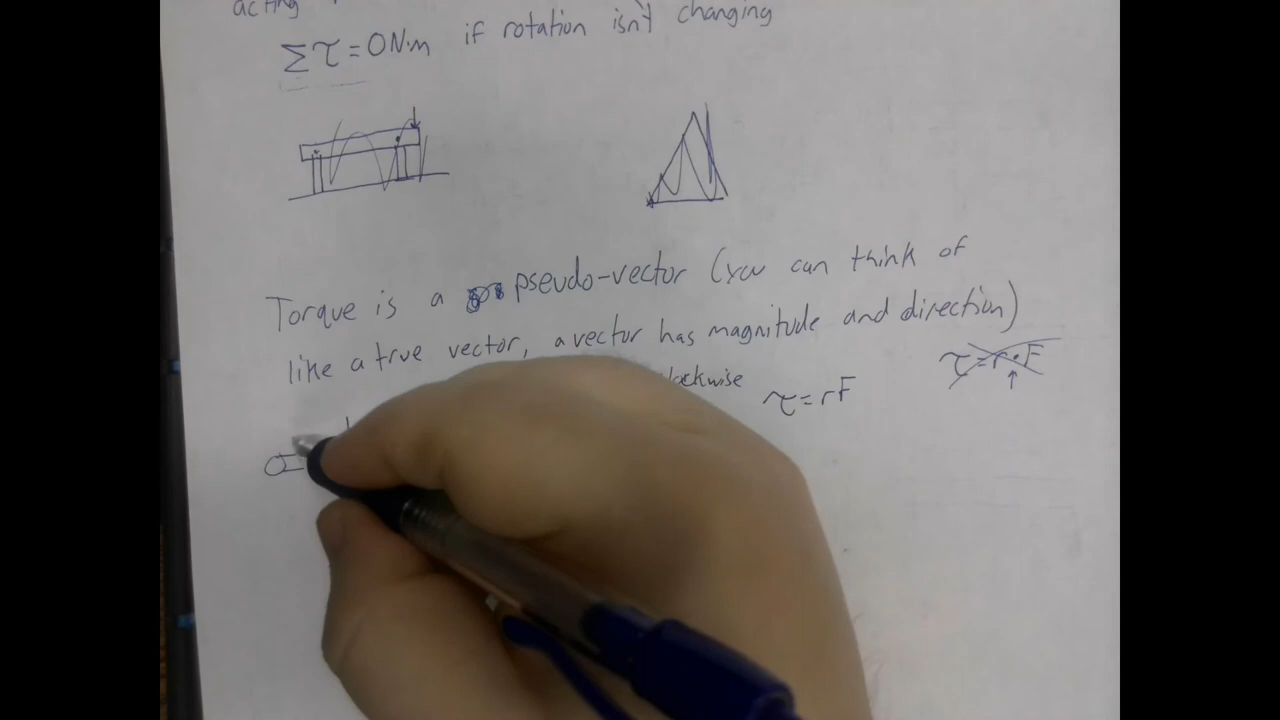 acting
Στ=0N·m if rotation isn't changing
Torque is a pseudo-vector (you can think of
like a true vector, a vector has magnitude and direction)
τ=r·F
τ=rF